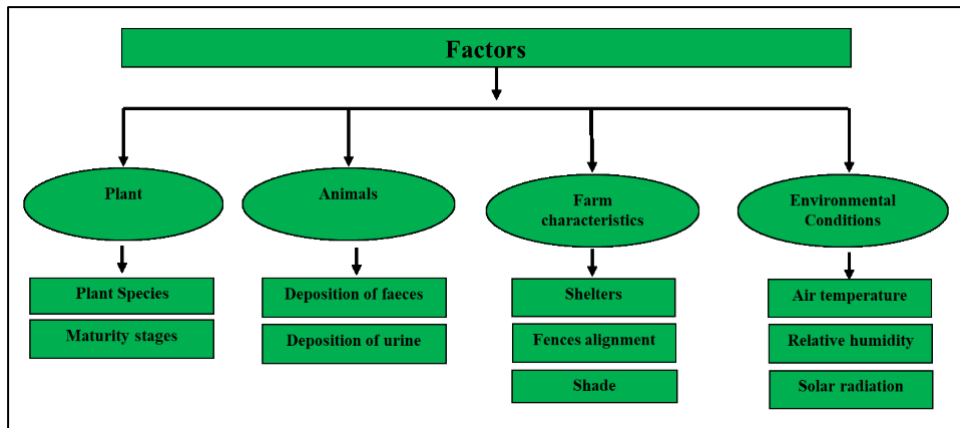 Factors
Plant
Animals
Farm
characteristics
Environmental
Conditions
Plant Species
Maturity stages
Deposition of faeces
Deposition of urine
Shelters
Fences alignment
Shade
Air temperature
Relative humidity
Solar radiation